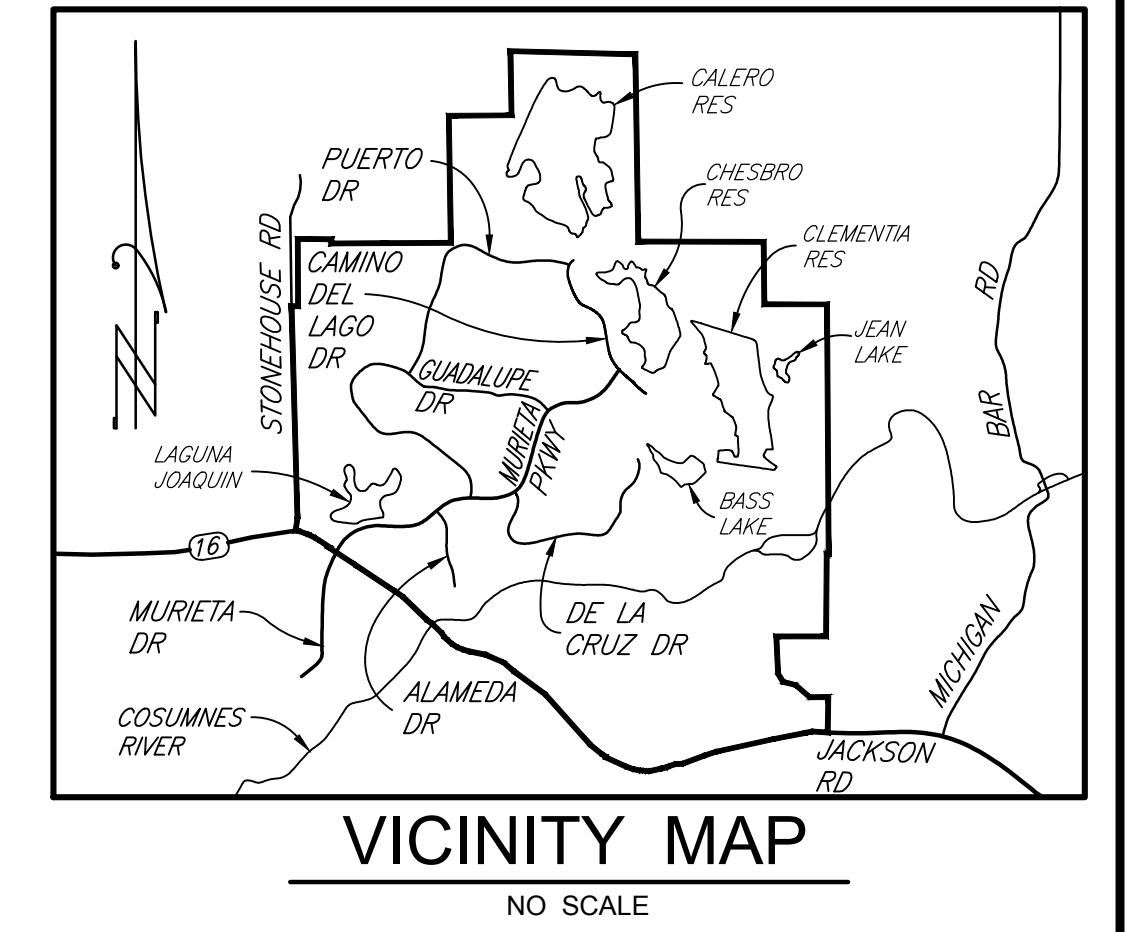 CALERO
RES
PUERTO
DR
CHESBRO
RES
STONEHOUSE RD
CAMINO
DEL
LAGO
DR
CLEMENTIA
RES
JEAN
LAKE
GUADALUPE
DR
MURIETA
PKWY
LAGUNA
JOAQUIN
BASS
LAKE
16
N
MURIETA
DR
DE LA
CRUZ DR
ALAMEDA
DR
COSUMNES
RIVER
MICHIGAN BAR RD
JACKSON
RD
VICINITY MAP
NO SCALE